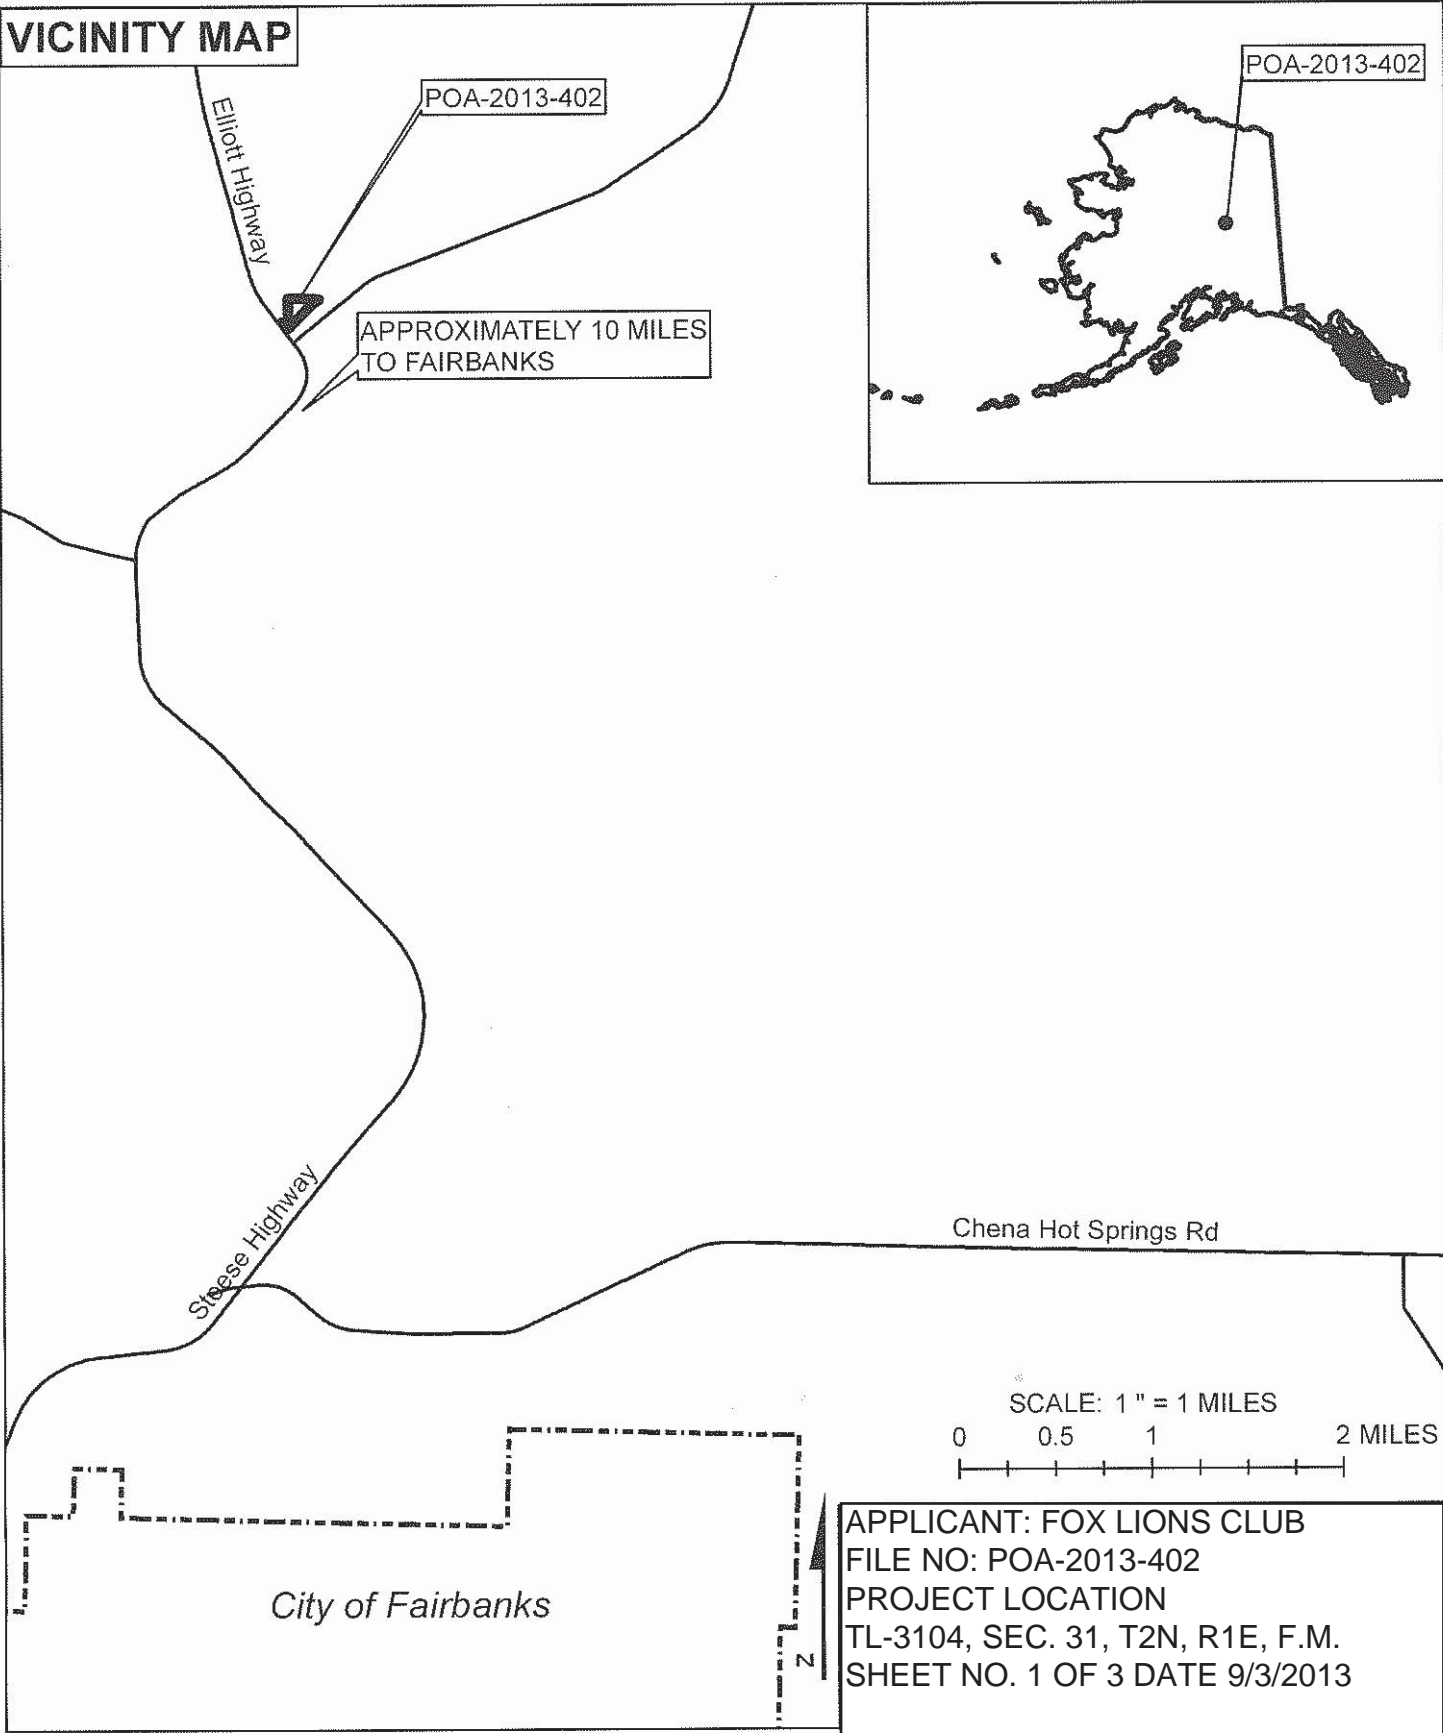 VICINITY MAP
POA-2013-402
POA-2013-402
Elliott Highway
APPROXIMATELY 10 MILES
TO FAIRBANKS
Steese Highway
Chena Hot Springs Rd
SCALE: 1 " = 1 MILES
0 0.5 1 2 MILES
City of Fairbanks
N
APPLICANT: FOX LIONS CLUB
FILE NO: POA-2013-402
PROJECT LOCATION
TL-3104, SEC. 31, T2N, R1E, F.M.
SHEET NO. 1 OF 3 DATE 9/3/2013